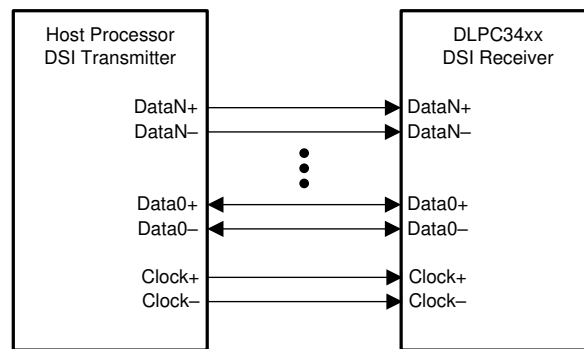 Host Processor
DSI Transmitter
DLPC34xx
DSI Receiver
DataN+
DataN–
Data0+
Data0–
Clock+
Clock–
DataN+
DataN–
Data0+
Data0–
Clock+
Clock–